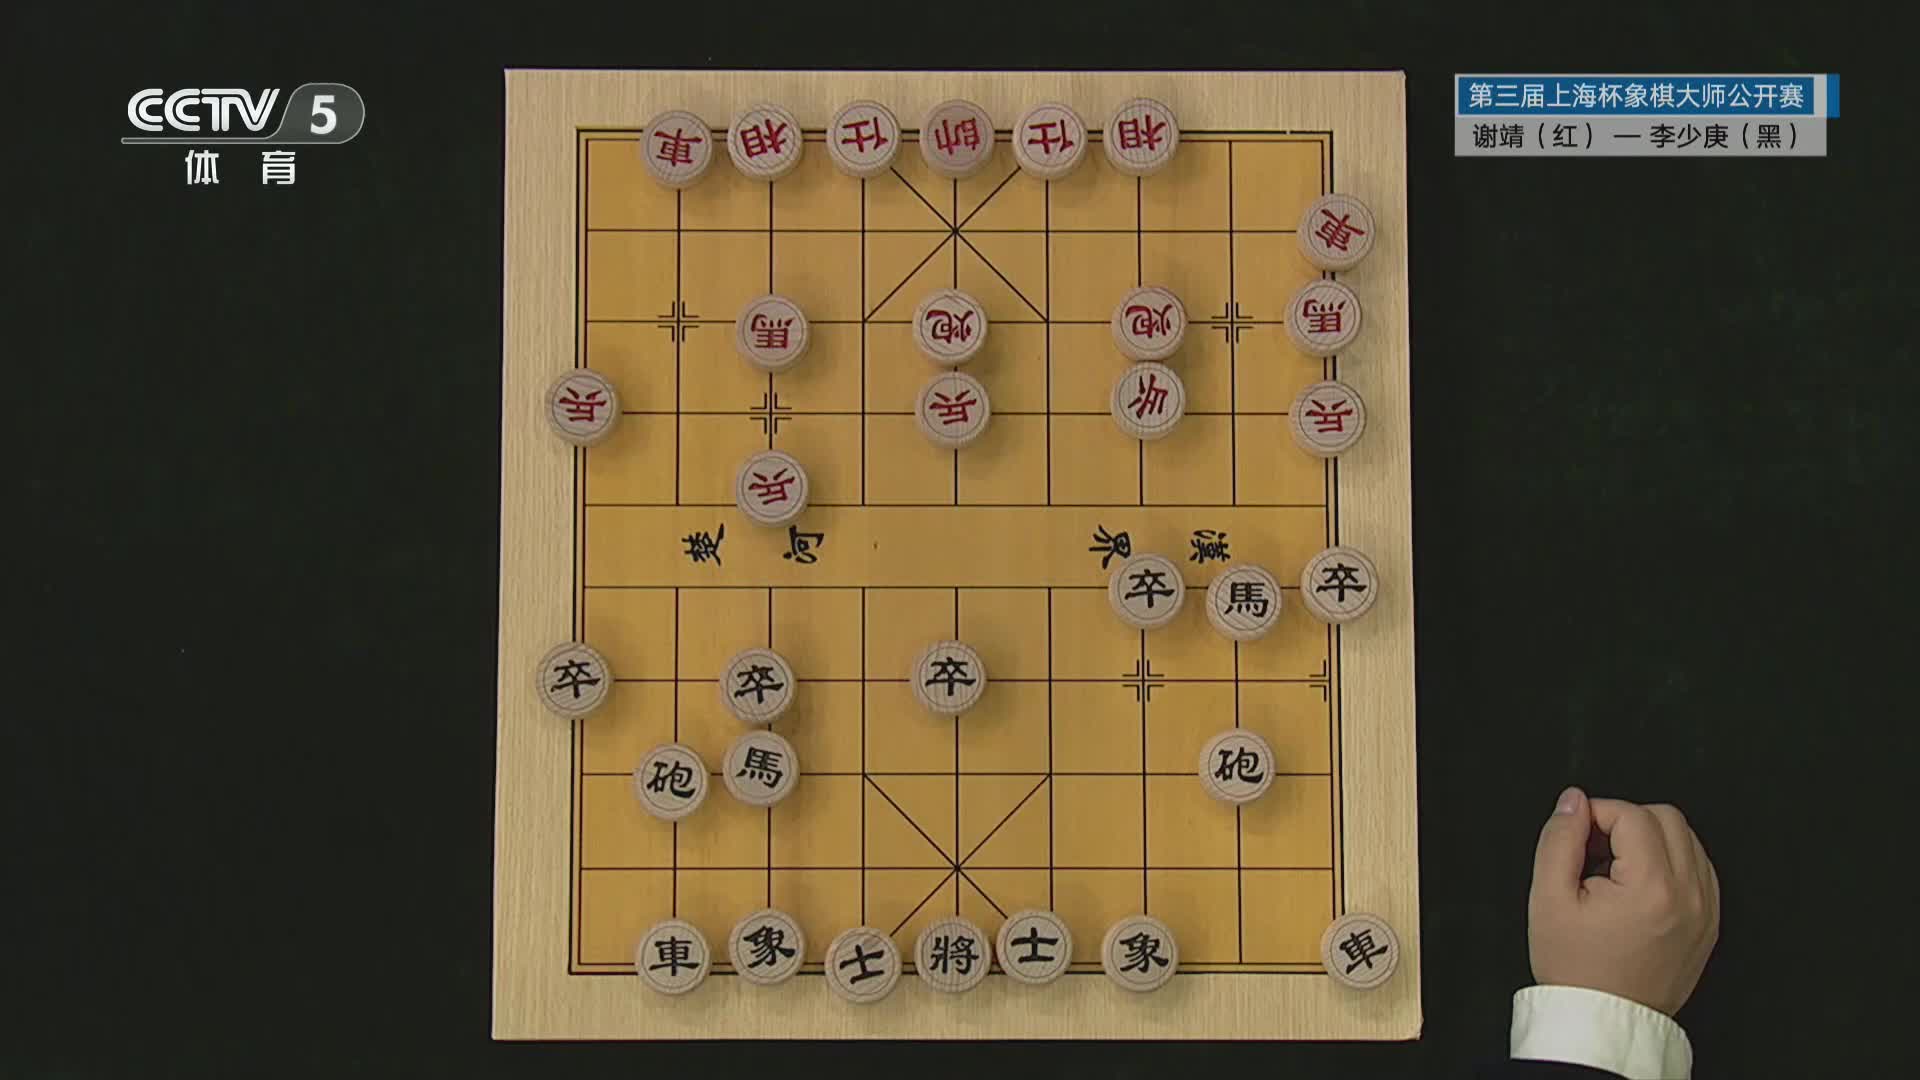 CCTV 5
体 育
第三届上海杯象棋大师公开赛
谢靖（红）— 李少庚（黑）
車 相 仕 帥 仕 相
車
馬 炮 炮 馬
兵 兵 兵 兵
兵
楚 河 界 漢
卒 馬 卒
卒 卒 卒
砲 馬 砲
車 象 士 將 士 象 車